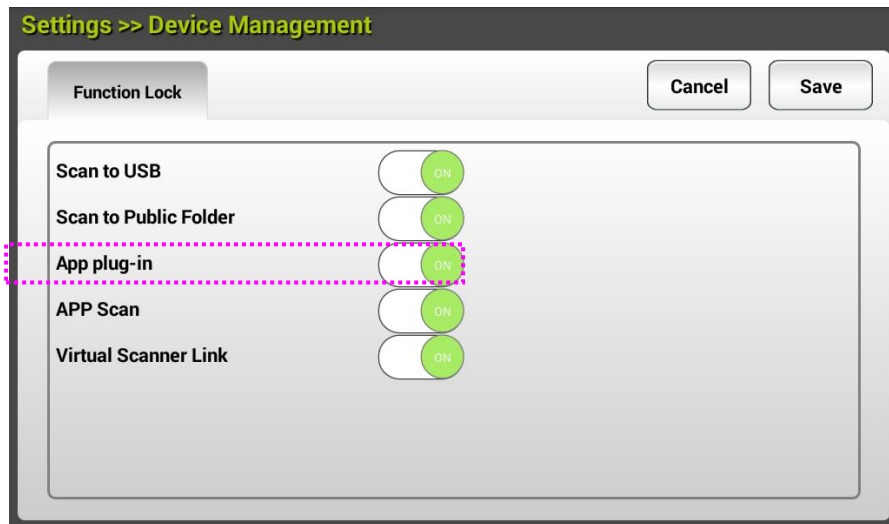 Settings >> Device Management
Function Lock
Cancel
Save
Scan to USB
ON
Scan to Public Folder
ON
App plug-in
ON
APP Scan
ON
Virtual Scanner Link
ON